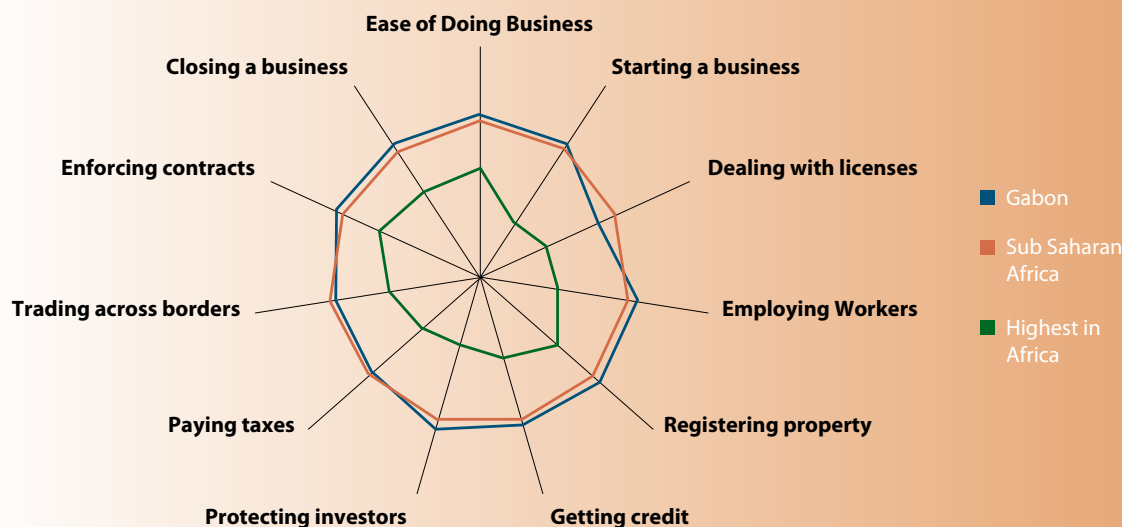 Ease of Doing Business
Closing a business
Starting a business
Enforcing contracts
Dealing with licenses
Gabon
Sub Saharan
Africa
Trading across borders
Employing Workers
Highest in
Africa
Paying taxes
Registering property
Protecting investors
Getting credit